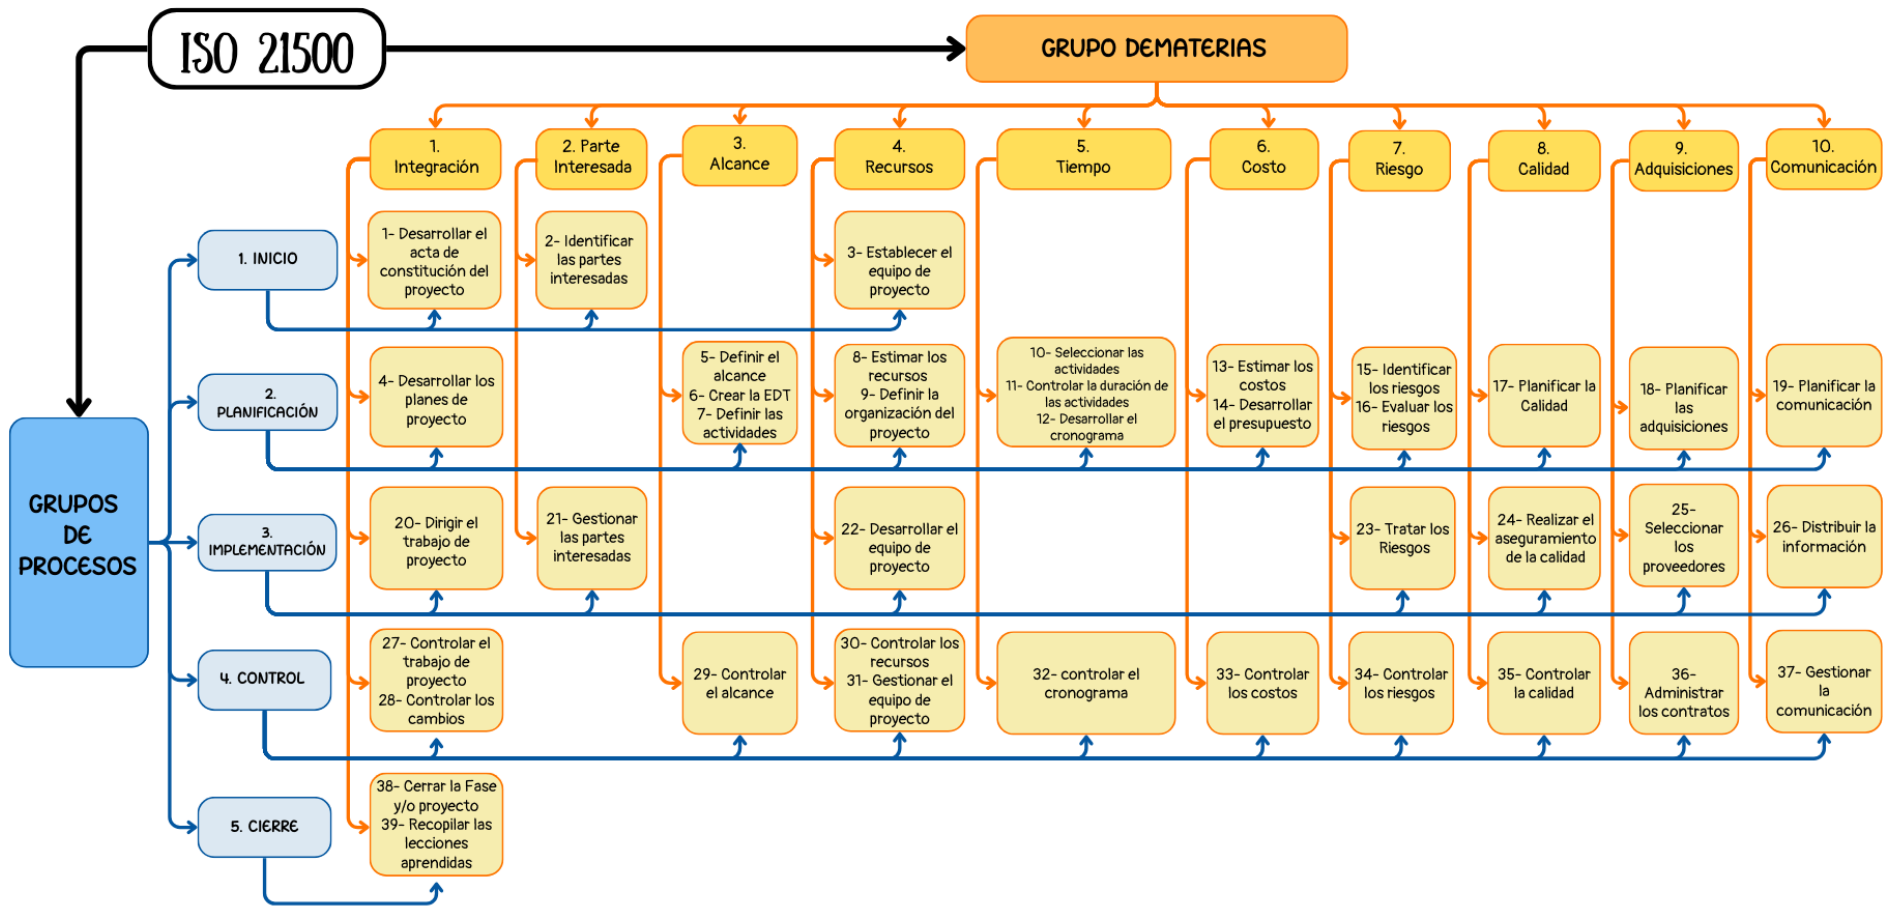 ISO 21500
GRUPO DEMATERIAS
1.
Integración
2. Parte
Interesada
3.
Alcance
4.
Recursos
5.
Tiempo
6.
Costo
7.
Riesgo
8.
Calidad
9.
Adquisiciones
10.
Comunicación
GRUPOS
DE
PROCESOS
1. INICIO
1- Desarrollar el
acta de
constitución del
proyecto
2- Identificar
las partes
interesadas
3- Establecer el
equipo de
proyecto
2.
PLANIFICACIÓN
4- Desarrollar los
planes de
proyecto
5- Definir el
alcance
6- Crear la EDT
7- Definir las
actividades
8- Estimar los
recursos
9- Definir la
organización del
proyecto
10- Seleccionar las
actividades
11- Controlar la duración de
las actividades
12- Desarrollar el
cronograma
13- Estimar los
costos
14- Desarrollar
el presupuesto
15- Identificar
los riesgos
16- Evaluar los
riesgos
17- Planificar la
Calidad
18- Planificar
las
adquisiciones
19- Planificar la
comunicación
3.
IMPLEMENTACIÓN
20- Dirigir el
trabajo de
proyecto
21- Gestionar
las partes
interesadas
22- Desarrollar el
equipo de
proyecto
23- Tratar los
Riesgos
24- Realizar el
aseguramiento
de la calidad
25-
Seleccionar
los
proveedores
26- Distribuir la
información
4. CONTROL
27- Controlar el
trabajo de
proyecto
28- Controlar los
cambios
29- Controlar
el alcance
30- Controlar los
recursos
31- Gestionar el
equipo de
proyecto
32- controlar el
cronograma
33- Controlar
los costos
34- Controlar
los riesgos
35- Controlar
la calidad
36-
Administrar
los contratos
37- Gestionar
la
comunicación
5. CIERRE
38- Cerrar la Fase
y/o proyecto
39- Recopilar las
lecciones
aprendidas